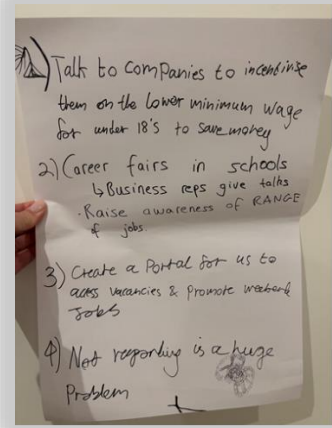 1) Talk to Companies to incentivise
them on the lower minimum wage
for under 18's to save money
2) Career fairs in schools
↳ Business reps give talks
· Raise awareness of RANGE
of jobs
3) Create a Portal for us to
access vacancies & promote weekend
Jobs
4) Not responding is a huge
Problem